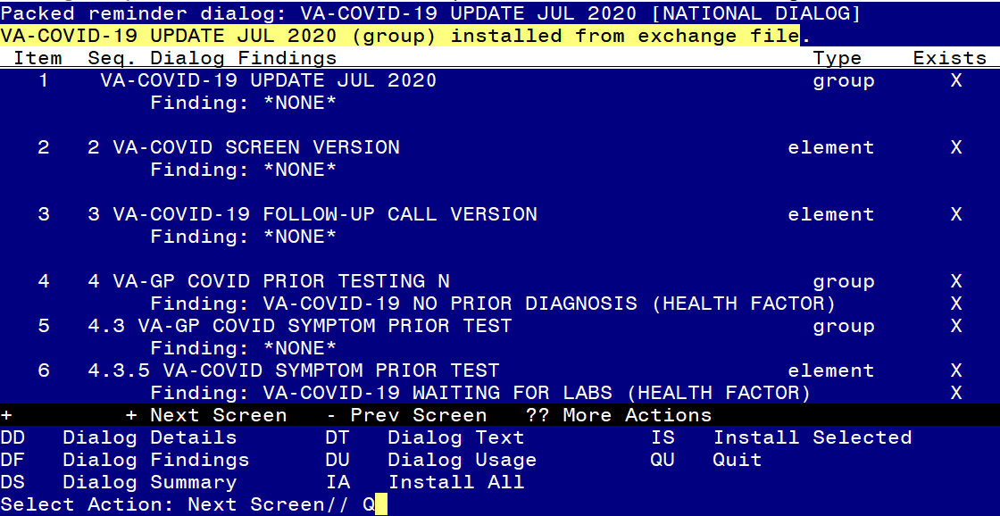 Packed reminder dialog: VA-COVID-19 UPDATE JUL 2020 [NATIONAL DIALOG]
VA-COVID-19 UPDATE JUL 2020 (group) installed from exchange file.
Item  Seq. Dialog Findings  Type  Exists
1  VA-COVID-19 UPDATE JUL 2020  group  X
Finding: *NONE*
2  2 VA-COVID SCREEN VERSION  element  X
Finding: *NONE*
3  3 VA-COVID-19 FOLLOW-UP CALL VERSION  element  X
Finding: *NONE*
4  4 VA-GP COVID PRIOR TESTING N  group  X
Finding: VA-COVID-19 NO PRIOR DIAGNOSIS (HEALTH FACTOR)  X
5  4.3 VA-GP COVID SYMPTOM PRIOR TEST  group  X
Finding: *NONE*
6  4.3.5 VA-COVID SYMPTOM PRIOR TEST  element  X
Finding: VA-COVID-19 WAITING FOR LABS (HEALTH FACTOR)  X
+  + Next Screen  - Prev Screen  ?? More Actions
DD  Dialog Details  DT  Dialog Text  IS  Install Selected
DF  Dialog Findings  DU  Dialog Usage  QU  Quit
DS  Dialog Summary  IA  Install All
Select Action: Next Screen// Q